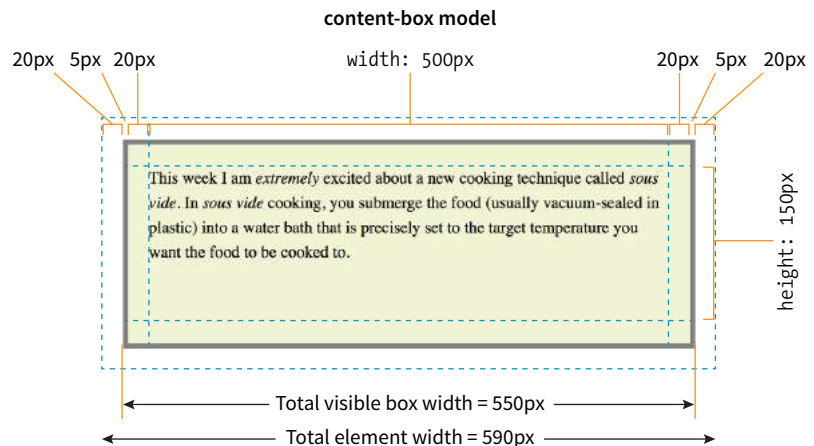 content-box model
20px 5px 20px width: 500px 20px 5px 20px
This week I am extremely excited about a new cooking technique called sous
vide. In sous vide cooking, you submerge the food (usually vacuum-sealed in
plastic) into a water bath that is precisely set to the target temperature you
want the food to be cooked to.
height: 150px
Total visible box width = 550px
Total element width = 590px